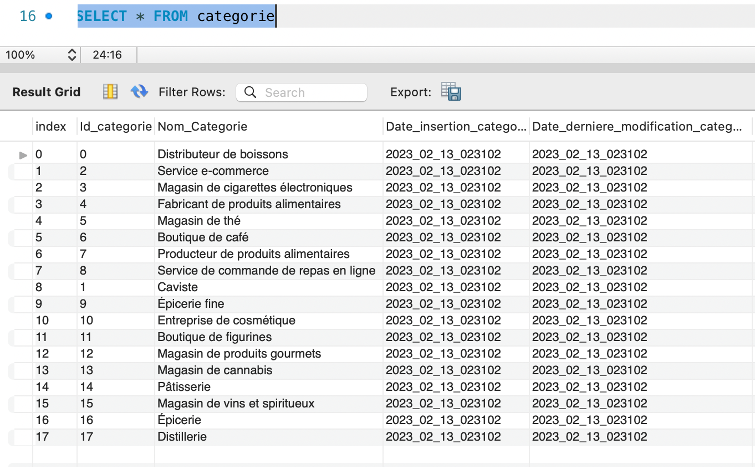 16 SELECT * FROM categorie
100% 24:16
Result Grid Filter Rows: Search Export:
index Id_categorie Nom_Categorie Date_insertion_catego... Date_derniere_modification_categ...
0 0 Distributeur de boissons 2023_02_13_023102 2023_02_13_023102
1 2 Service e-commerce 2023_02_13_023102 2023_02_13_023102
2 3 Magasin de cigarettes électroniques 2023_02_13_023102 2023_02_13_023102
3 4 Fabricant de produits alimentaires 2023_02_13_023102 2023_02_13_023102
4 5 Magasin de thé 2023_02_13_023102 2023_02_13_023102
5 6 Boutique de café 2023_02_13_023102 2023_02_13_023102
6 7 Producteur de produits alimentaires 2023_02_13_023102 2023_02_13_023102
7 8 Service de commande de repas en ligne 2023_02_13_023102 2023_02_13_023102
8 1 Caviste 2023_02_13_023102 2023_02_13_023102
9 9 Épicerie fine 2023_02_13_023102 2023_02_13_023102
10 10 Entreprise de cosmétique 2023_02_13_023102 2023_02_13_023102
11 11 Boutique de figurines 2023_02_13_023102 2023_02_13_023102
12 12 Magasin de produits gourmets 2023_02_13_023102 2023_02_13_023102
13 13 Magasin de cannabis 2023_02_13_023102 2023_02_13_023102
14 14 Pâtisserie 2023_02_13_023102 2023_02_13_023102
15 15 Magasin de vins et spiritueux 2023_02_13_023102 2023_02_13_023102
16 16 Épicerie 2023_02_13_023102 2023_02_13_023102
17 17 Distillerie 2023_02_13_023102 2023_02_13_023102